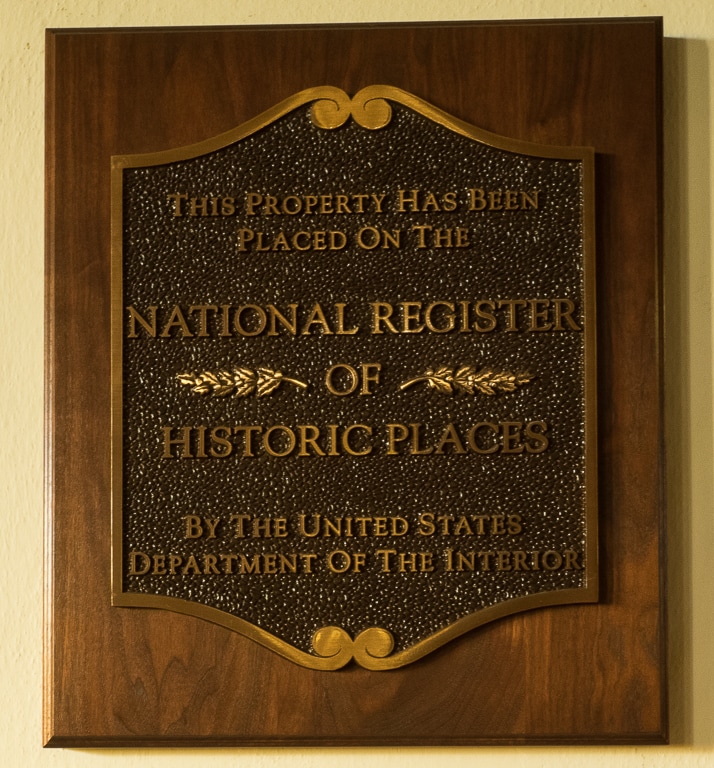 This Property Has Been
Placed On The
NATIONAL REGISTER
OF
HISTORIC PLACES
By The United States
Department Of The Interior